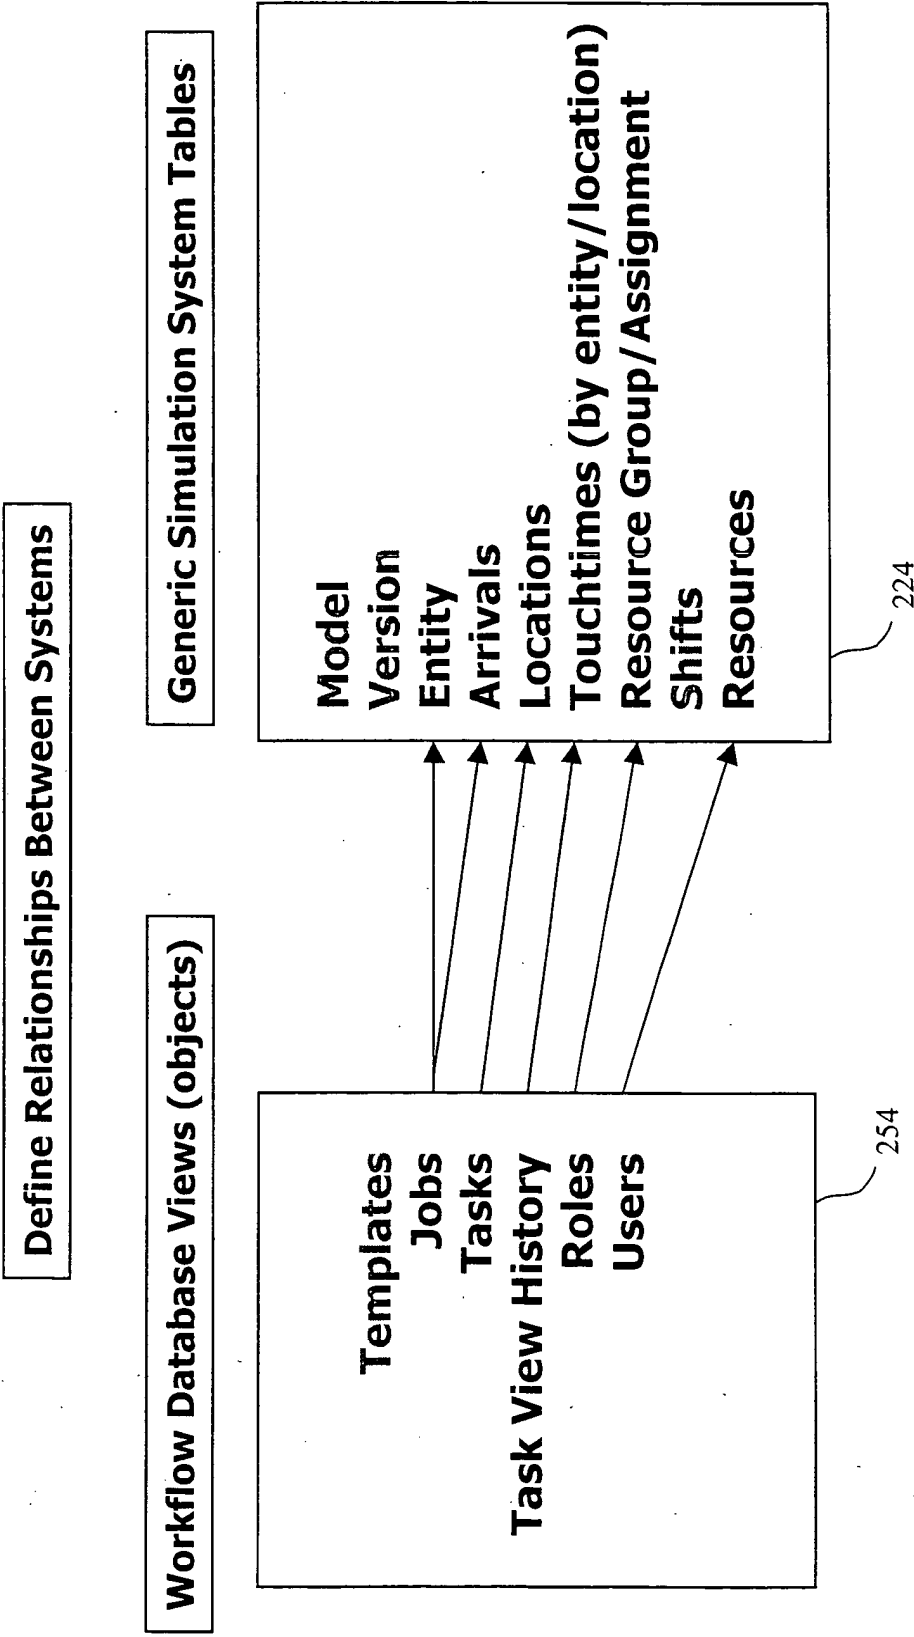 Define Relationships Between Systems
Workflow Database Views (objects)
Generic Simulation System Tables
Templates
Jobs
Tasks
Task View History
Roles
Users
254
Model
Version
Entity
Arrivals
Locations
Touchtimes (by entity/location)
Resource Group/Assignment
Shifts
Resources
224